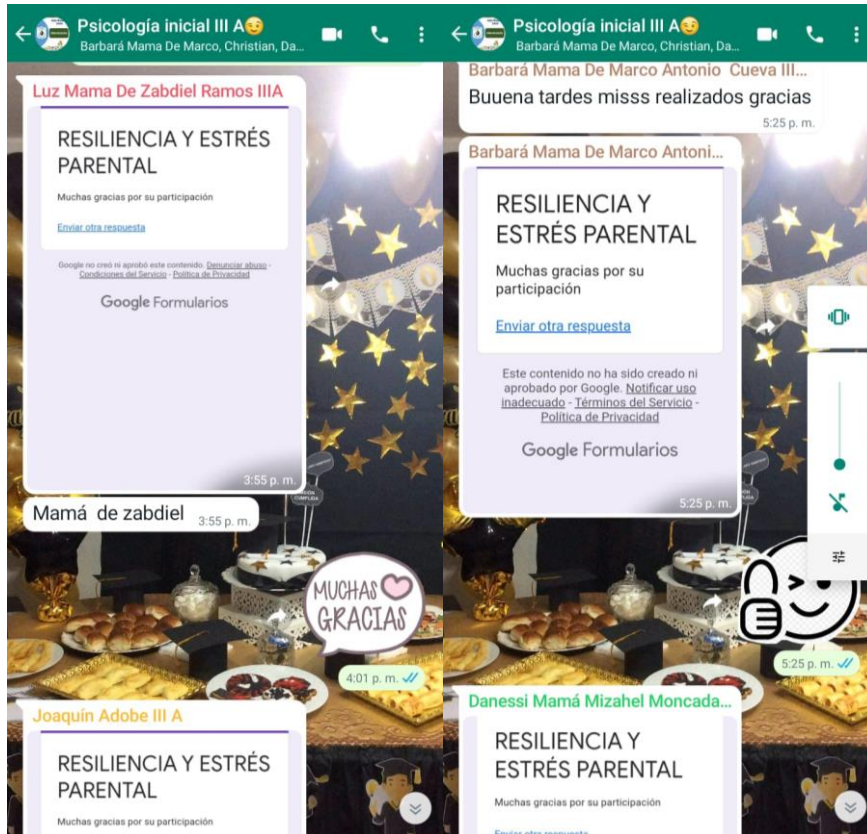 Psicología inicial III A😉
Barbará Mama De Marco, Christian, Da...
Luz Mama De Zabdiel Ramos IIIA
RESILIENCIA Y ESTRÉS
PARENTAL
Muchas gracias por su participación
Enviar otra respuesta
Google no creó ni aprobó este contenido. Denunciar abuso -
Condiciones del Servicio - Política de Privacidad
Google Formularios
3:55 p. m.
Mamá de zabdiel
3:55 p. m.
MUCHAS
GRACIAS
4:01 p. m.
Joaquín Adobe III A
RESILIENCIA Y ESTRÉS
PARENTAL
Muchas gracias por su participación
Psicología inicial III A😉
Barbará Mama De Marco, Christian, Da...
Barbará Mama De Marco Antonio Cueva III...
Buuena tardes misss realizados gracias
5:25 p. m.
Barbará Mama De Marco Antoni...
RESILIENCIA Y
ESTRÉS PARENTAL
Muchas gracias por su
participación
Enviar otra respuesta
Este contenido no ha sido creado ni
aprobado por Google. Notificar uso
inadecuado - Términos del Servicio -
Política de Privacidad
Google Formularios
5:25 p. m.
5:25 p. m.
Danessi Mamá Mizahel Moncada...
RESILIENCIA Y
ESTRÉS PARENTAL
Muchas gracias por su participación
Enviar otra respuesta